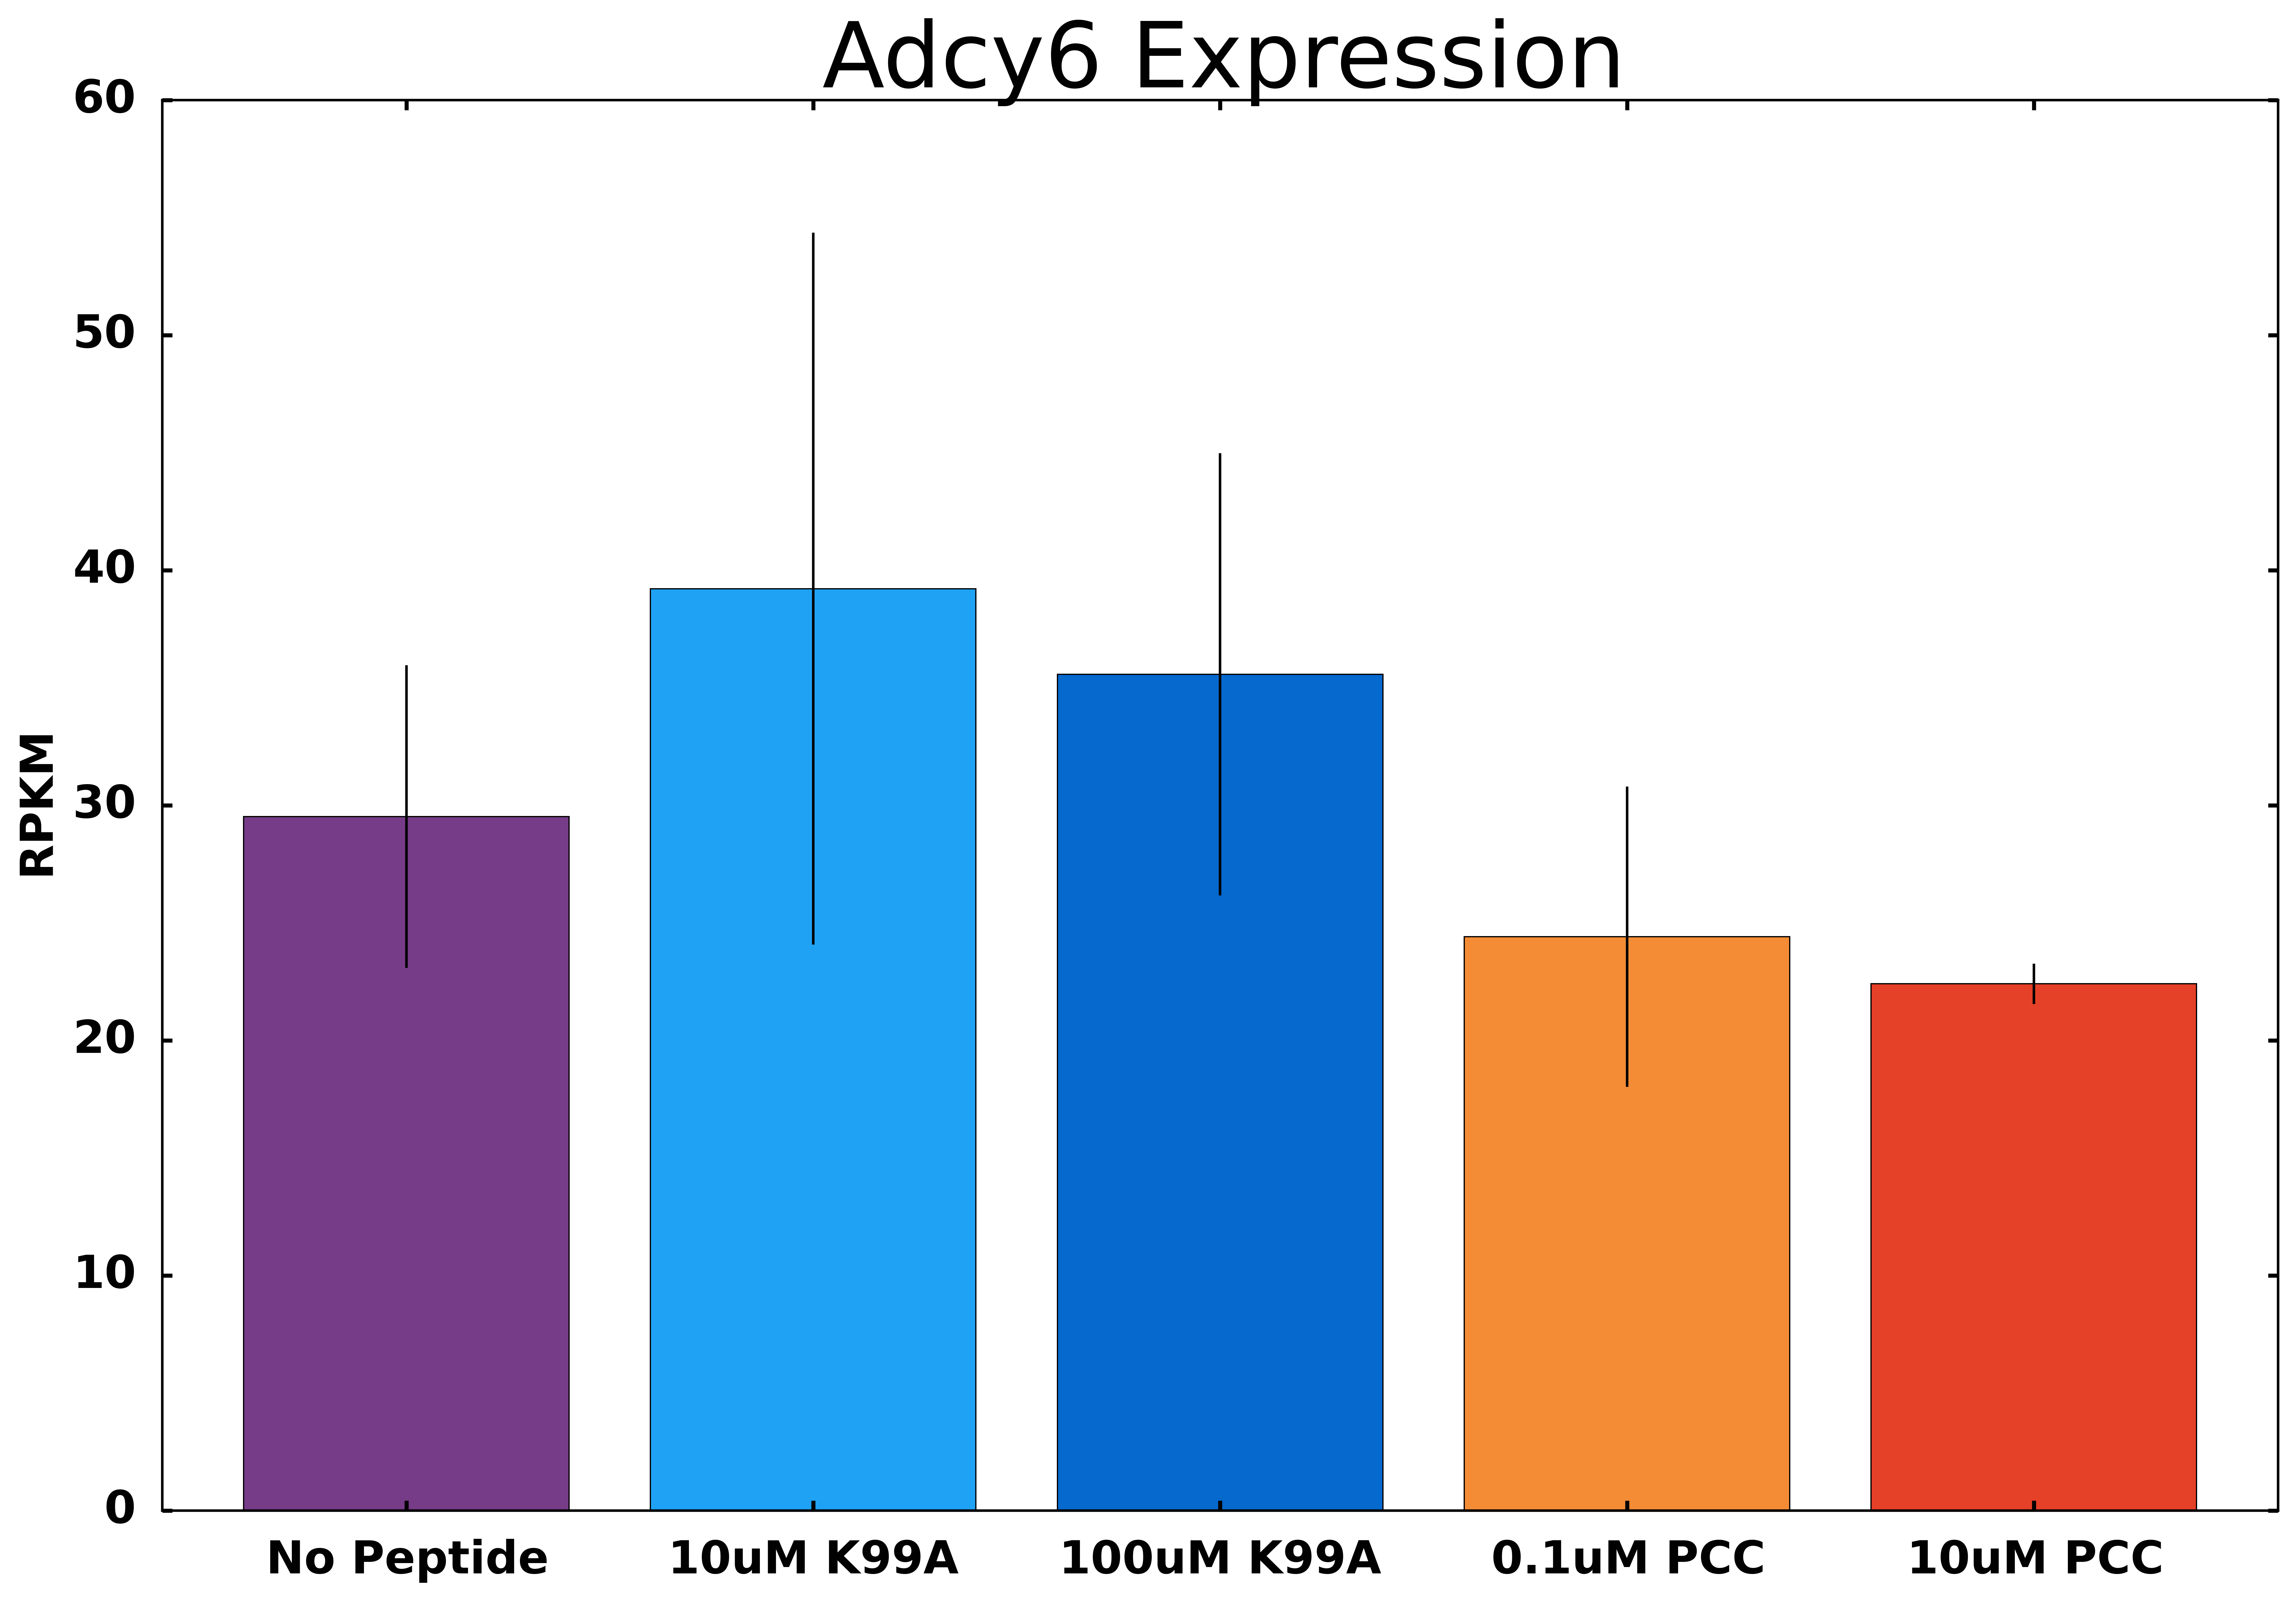 Adcy6 Expression
60
50
40
30
20
10
0
RPKM
No Peptide
10uM K99A
100uM K99A
0.1uM PCC
10uM PCC